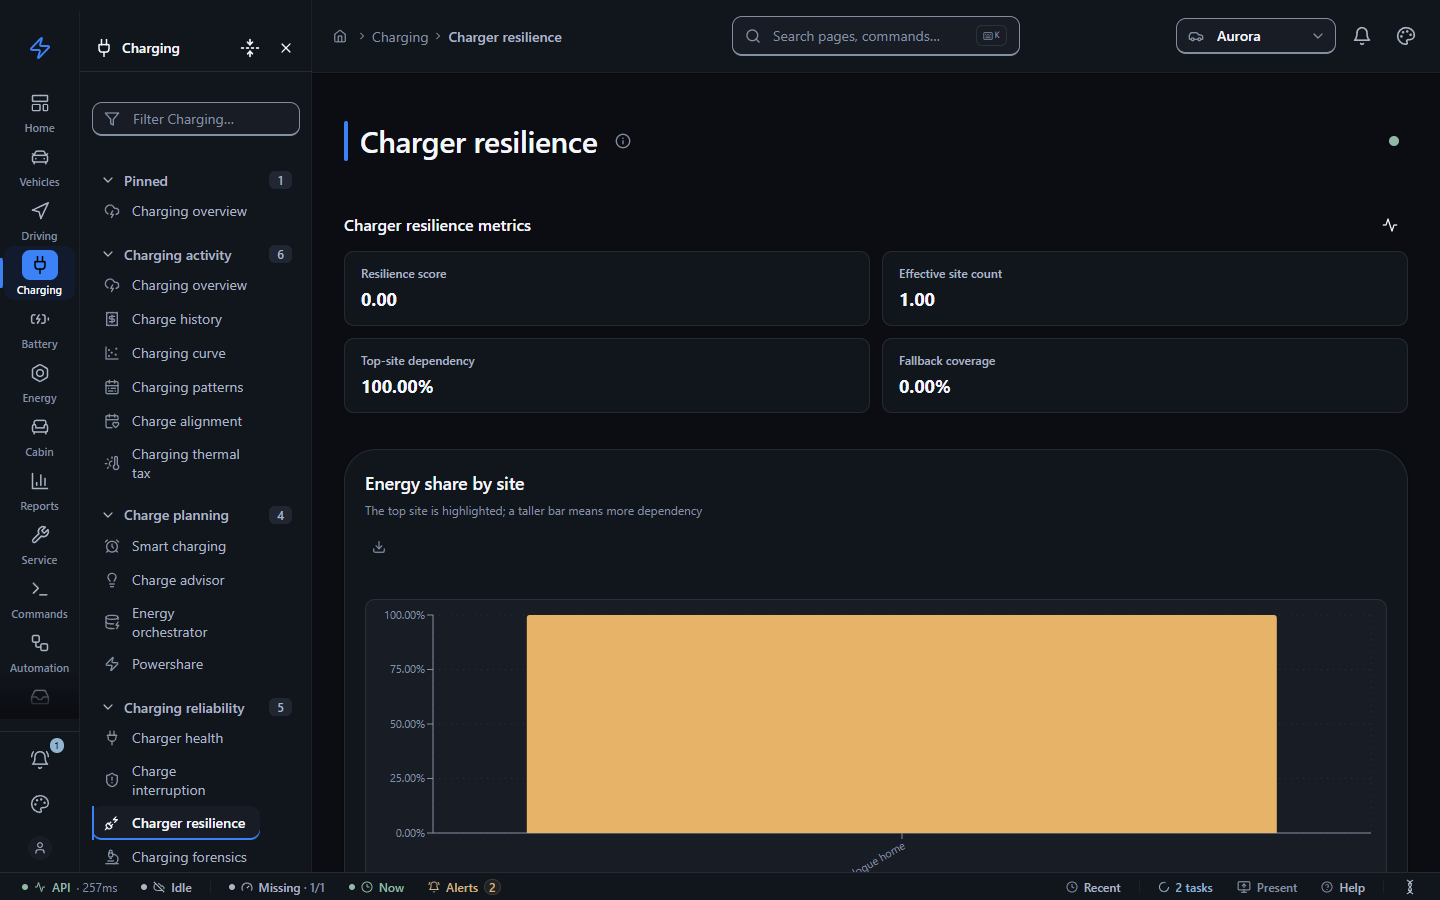 Charging
Charging
Charger resilience
Search pages, commands...
K
Aurora
Home
Vehicles
Driving
Charging
Battery
Energy
Cabin
Reports
Service
Commands
Automation
1
Filter Charging...
Pinned
1
Charging overview
Charging activity
6
Charging overview
Charge history
Charging curve
Charging patterns
Charge alignment
Charging thermal
tax
Charge planning
4
Smart charging
Charge advisor
Energy
orchestrator
Powershare
Charging reliability
5
Charger health
Charge
interruption
Charger resilience
Charging forensics
Charger resilience
Charger resilience metrics
Resilience score
0.00
Effective site count
1.00
Top-site dependency
100.00%
Fallback coverage
0.00%
Energy share by site
The top site is highlighted; a taller bar means more dependency
100.00%
75.00%
50.00%
25.00%
0.00%
home
API · 257ms
Idle
Missing · 1/1
Now
Alerts 2
Recent
2 tasks
Present
Help